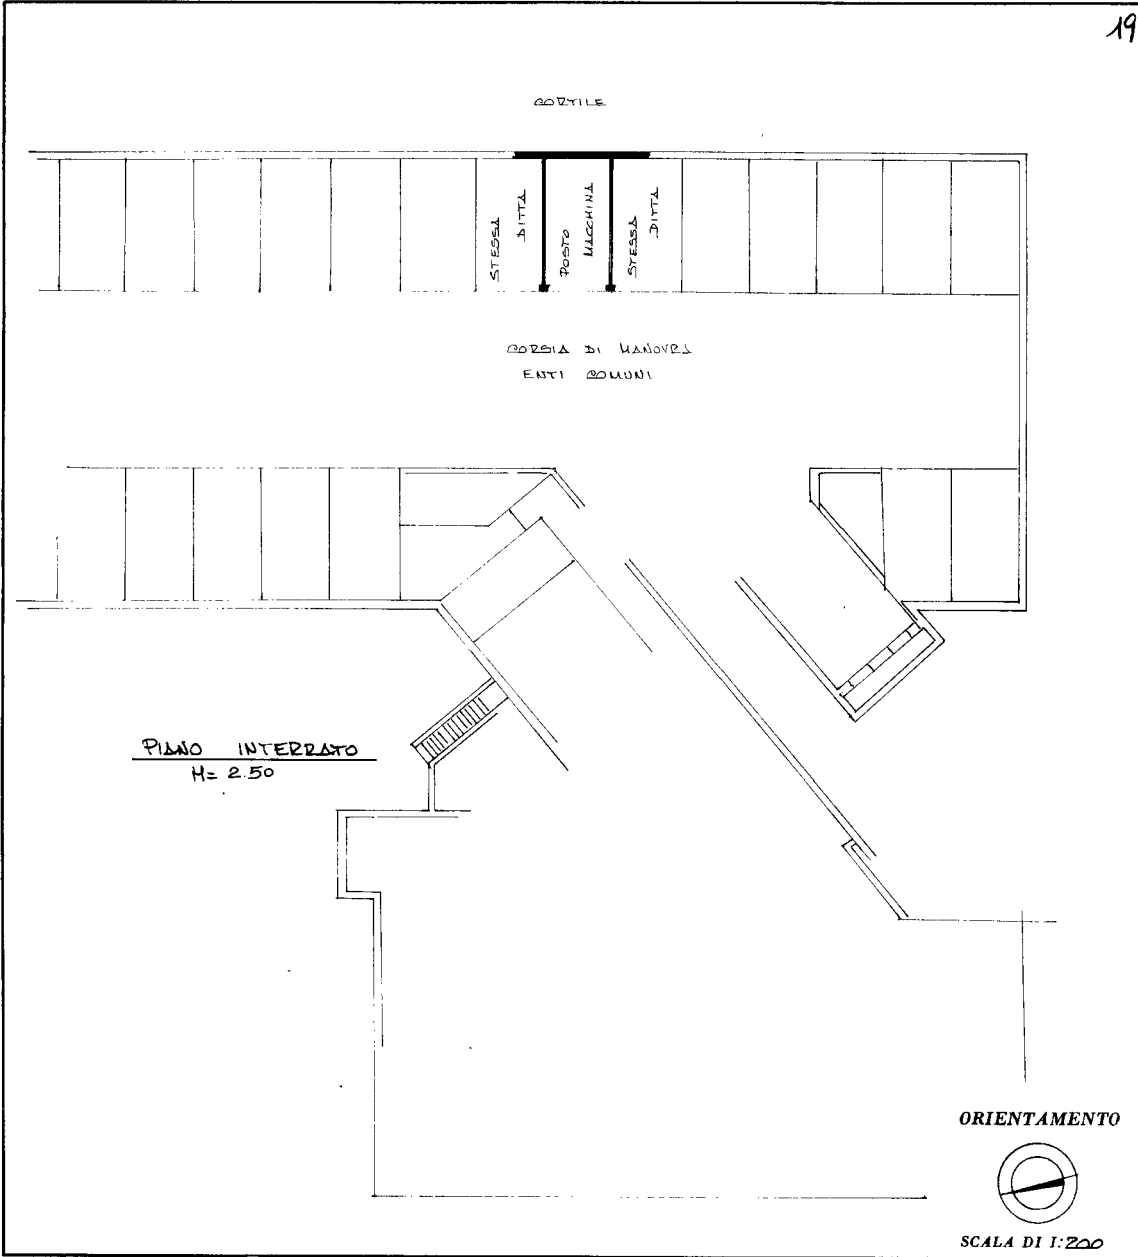 19
CORTILE
STESSA
DITTA
POSTO
MACCHINA
STESSA
DITTA
CORSIA DI MANOVRA
ENTI COMUNI
PIANO INTERRATO
H= 2.50
ORIENTAMENTO
SCALA DI 1:200